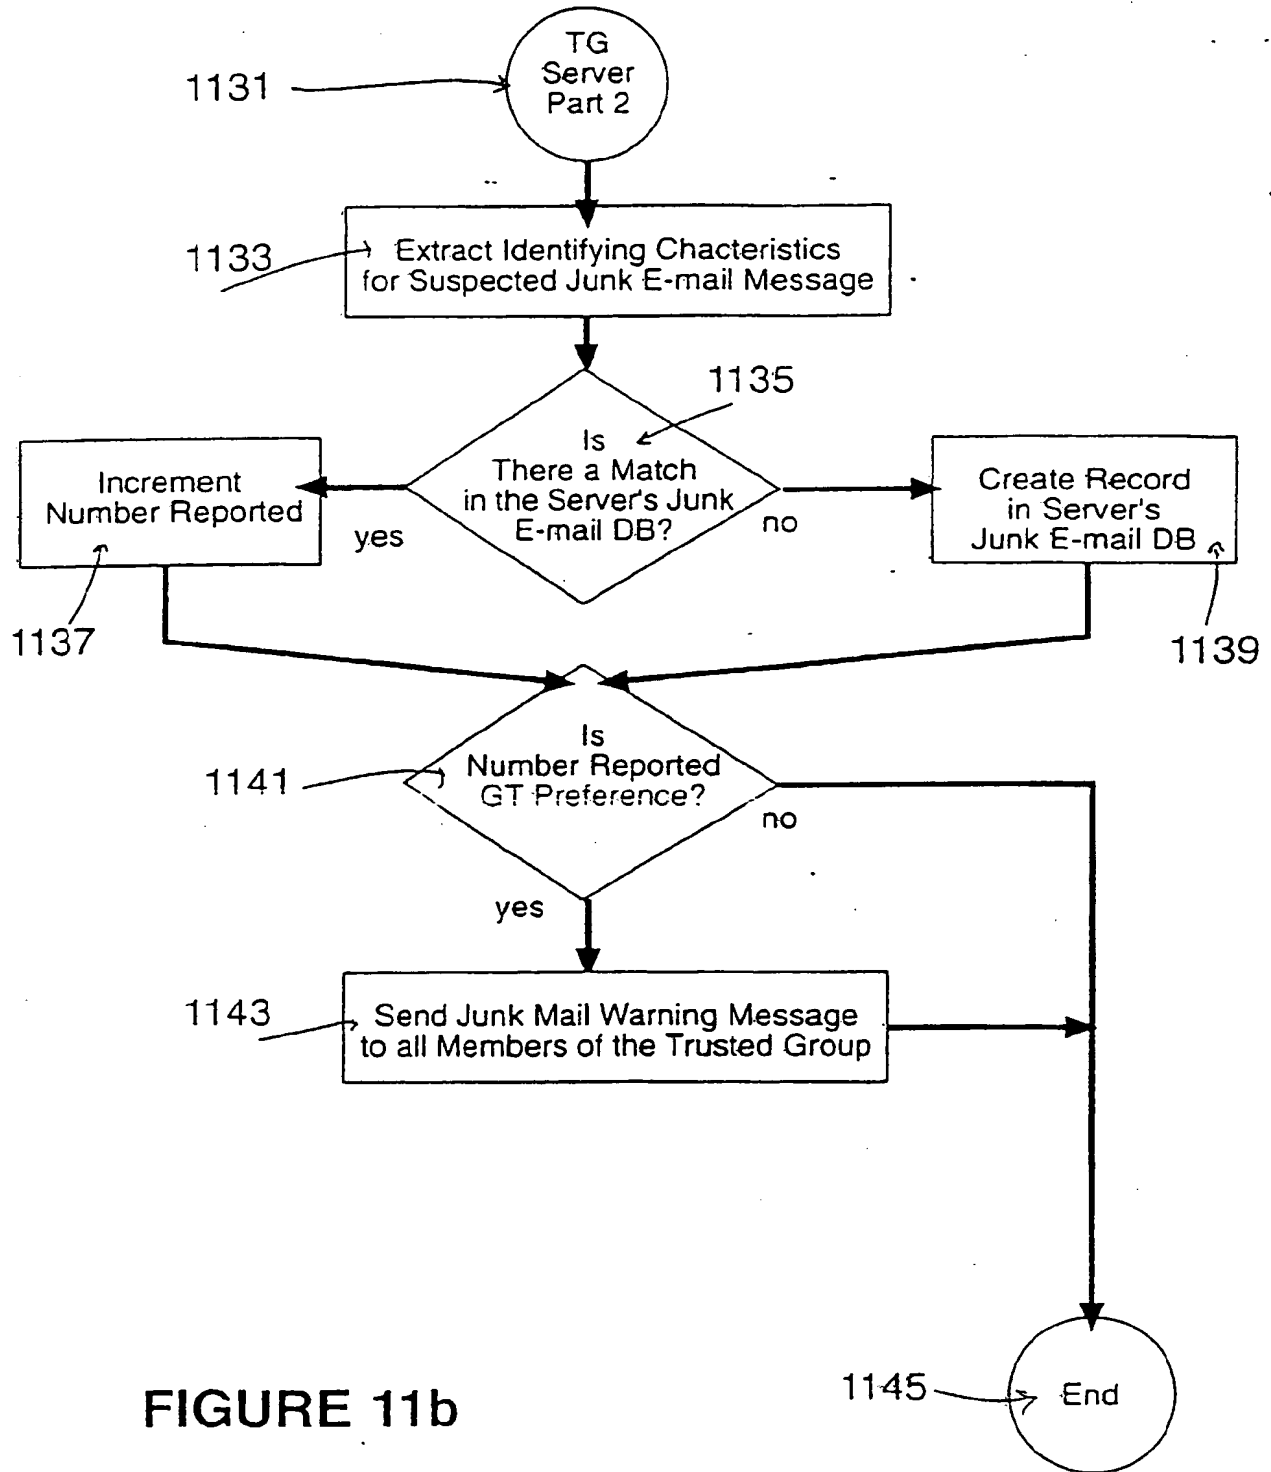 TG
Server
Part 2
1131
1133
Extract Identifying Chacteristics
for Suspected Junk E-mail Message
1135
Is
There a Match
in the Server's Junk
E-mail DB?
yes
no
Increment
Number Reported
1137
Create Record
in Server's
Junk E-mail DB
1139
Is
Number Reported
GT Preference?
1141
no
yes
1143
Send Junk Mail Warning Message
to all Members of the Trusted Group
1145
End
FIGURE 11b